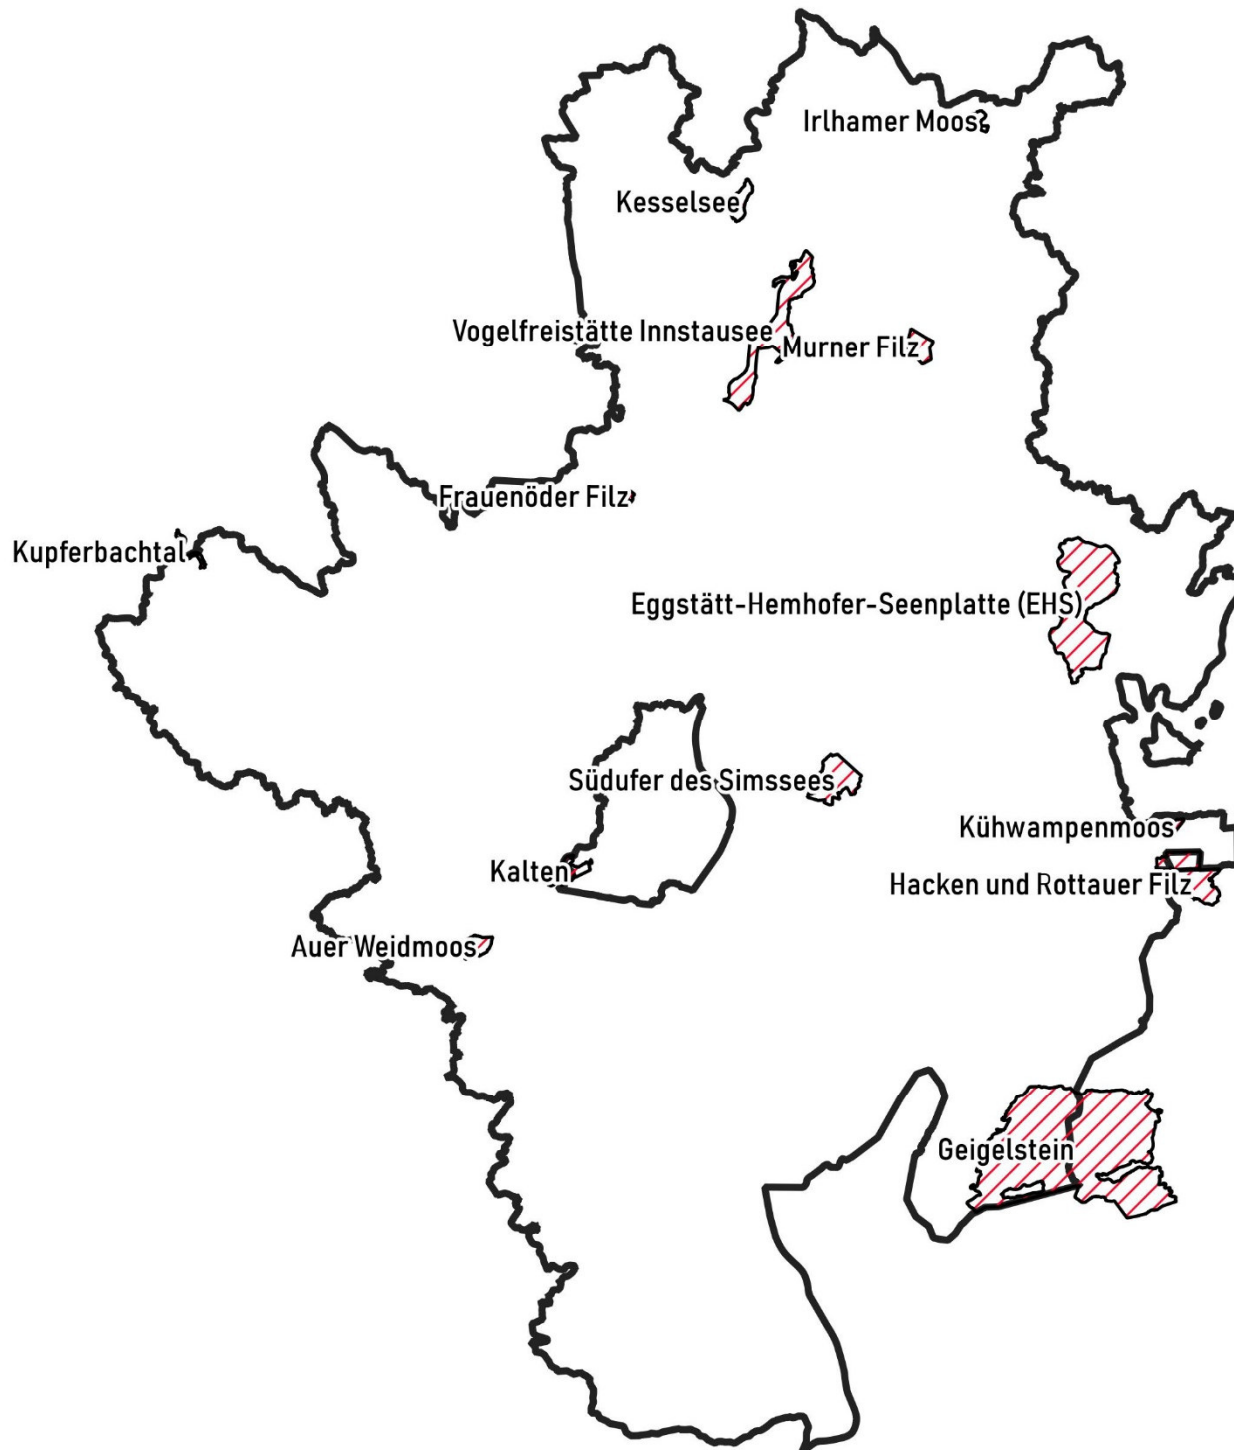 Irlhamer Moos
Kesselsee
Vogelfreistätte Innstausee
Murner Filz
Frauenöder Filz
Kupferbachtal
Eggstätt-Hemhofer-Seenplatte (EHS)
Südufer des Simssees
Kühwampenmoos
Kalten
Hacken und Rottauer Filz
Auer Weidmoos
Geigelstein